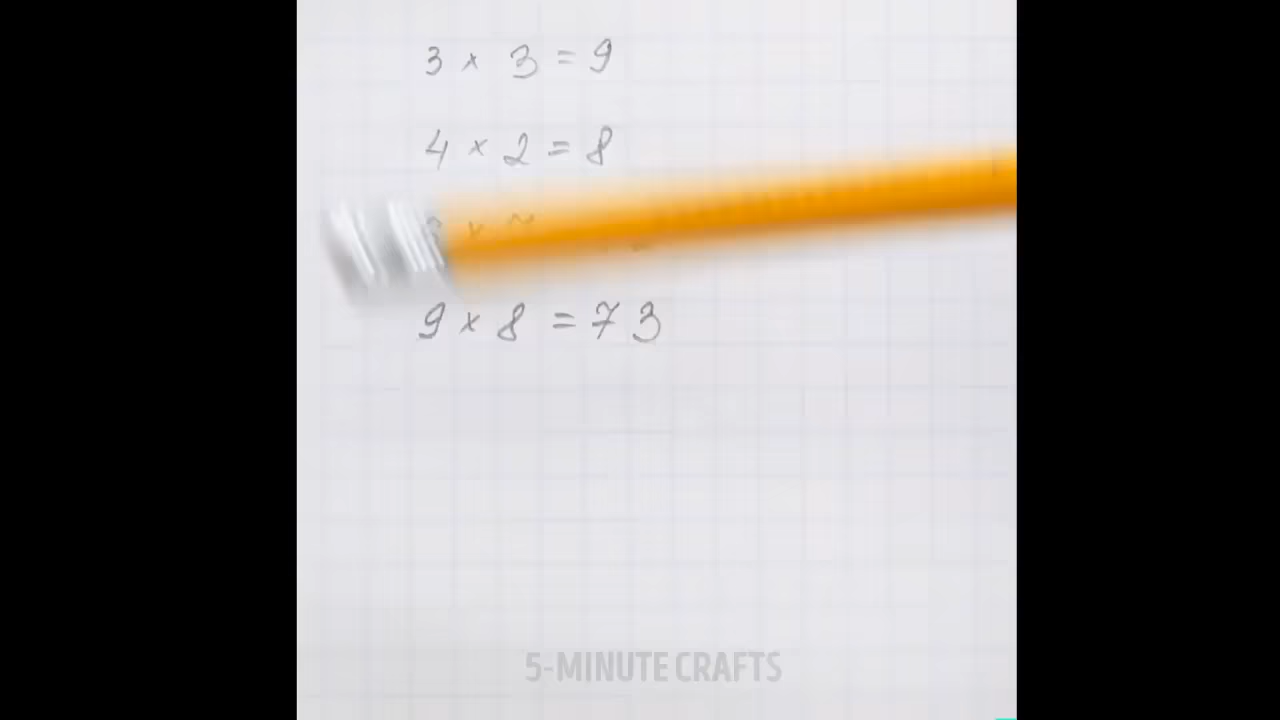 3 × 3 = 9
4 × 2 = 8
9 × 8 = 73
5-MINUTE CRAFTS